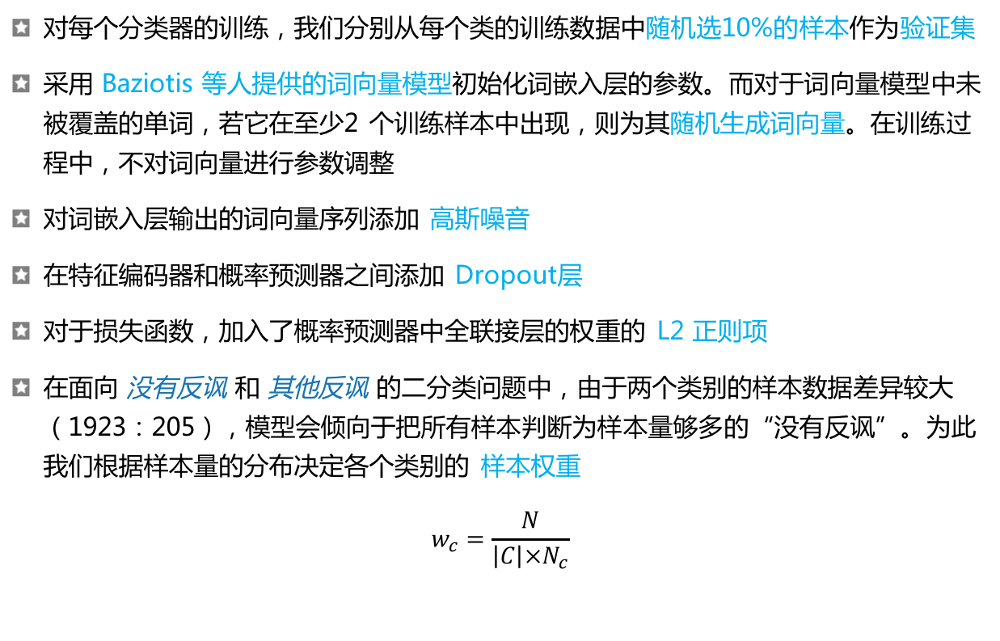 对每个分类器的训练，我们分别从每个类的训练数据中随机选10%的样本作为验证集
采用 Baziotis 等人提供的词向量模型初始化词嵌入层的参数。而对于词向量模型中未
被覆盖的单词，若它在至少2 个训练样本中出现，则为其随机生成词向量。在训练过
程中，不对词向量进行参数调整
对词嵌入层输出的词向量序列添加 高斯噪音
在特征编码器和概率预测器之间添加 Dropout层
对于损失函数，加入了概率预测器中全联接层的权重的 L2 正则项
在面向 没有反讽 和 其他反讽 的二分类问题中，由于两个类别的样本数据差异较大
（1923：205），模型会倾向于把所有样本判断为样本量够多的“没有反讽”。为此
我们根据样本量的分布决定各个类别的 样本权重
w_c = N / (|C|×N_c)